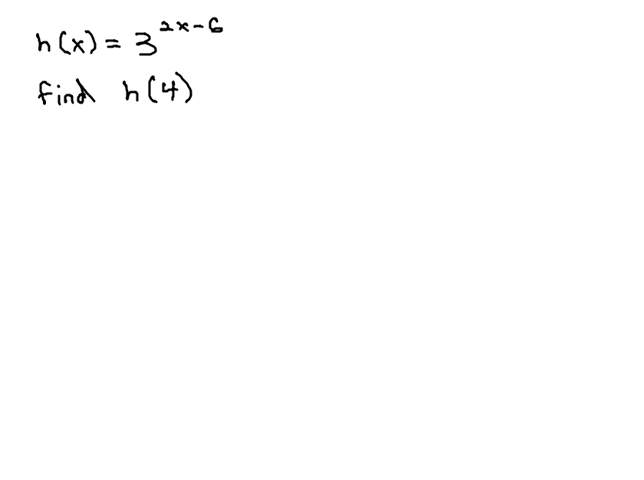 h(x) = 3^{2x-6}
find h(4)